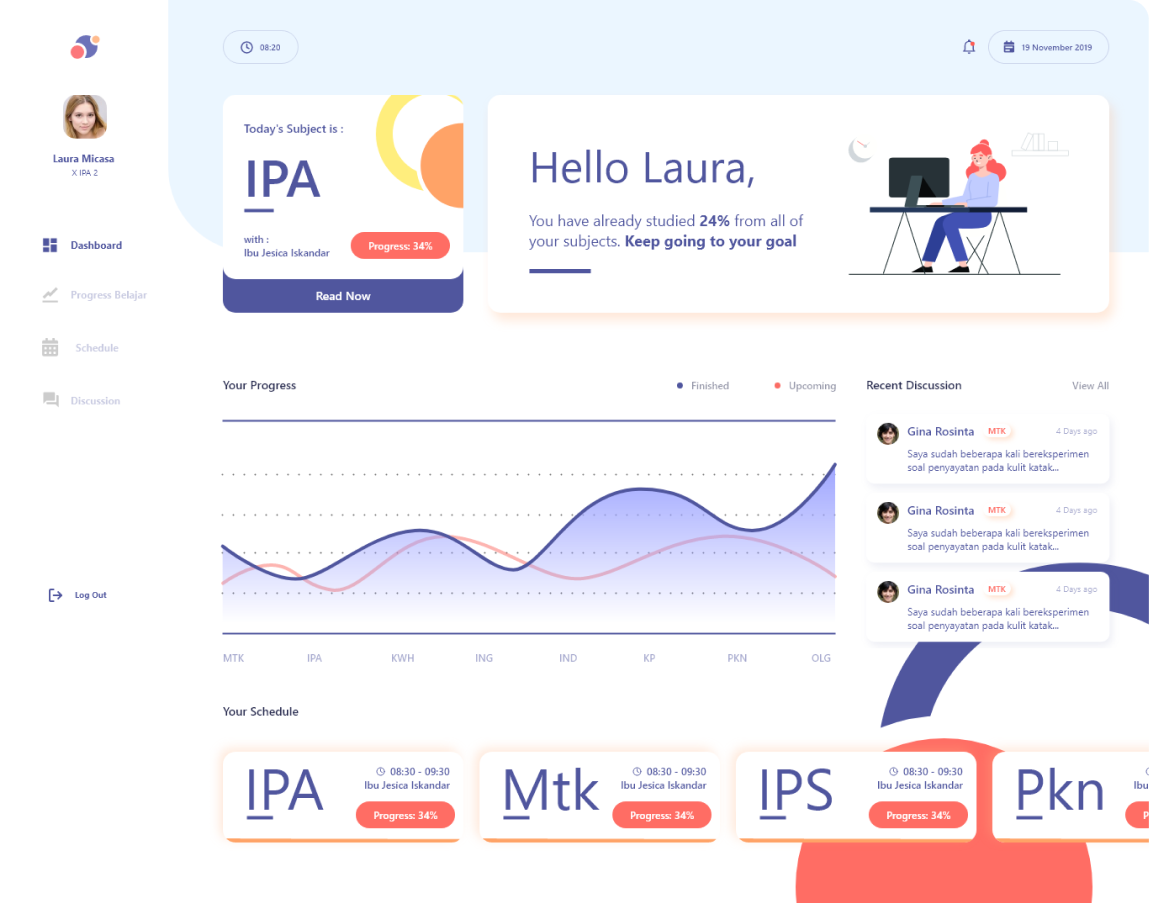 08:20
19 November 2019
Laura Micasa
X IPA 2
Dashboard
Progress Belajar
Schedule
Discussion
Log Out
Today's Subject is :
IPA
with :
Ibu Jesica Iskandar
Progress: 34%
Read Now
Hello Laura,
You have already studied 24% from all of
your subjects. Keep going to your goal
Your Progress
Finished
Upcoming
MTK
IPA
KWH
ING
IND
KP
PKN
OLG
Recent Discussion
View All
Gina Rosinta
MTK
4 Days ago
Saya sudah beberapa kali bereksperimen
soal penyayatan pada kulit katak...
Gina Rosinta
MTK
4 Days ago
Saya sudah beberapa kali bereksperimen
soal penyayatan pada kulit katak...
Gina Rosinta
MTK
4 Days ago
Saya sudah beberapa kali bereksperimen
soal penyayatan pada kulit katak...
Your Schedule
IPA
08:30 - 09:30
Ibu Jesica Iskandar
Progress: 34%
Mtk
08:30 - 09:30
Ibu Jesica Iskandar
Progress: 34%
IPS
08:30 - 09:30
Ibu Jesica Iskandar
Progress: 34%
Pkn